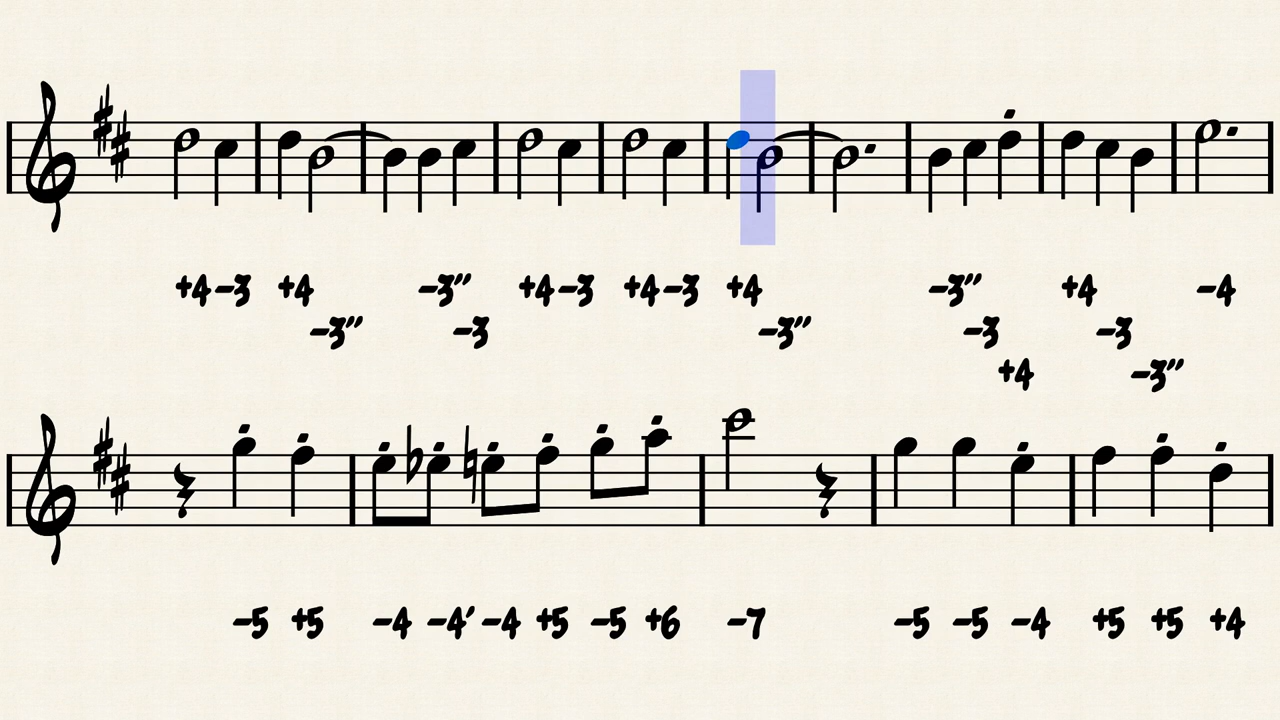 +4 -3 +4 -3″ +4 -3 +4 -3 +4 -3″ +4 -4
-3″ -3 -3″ -3 -3
+4 -3″
-5 +5 -4 -4′ -4 +5 -5 +6 -7 -5 -5 -4 +5 +5 +4